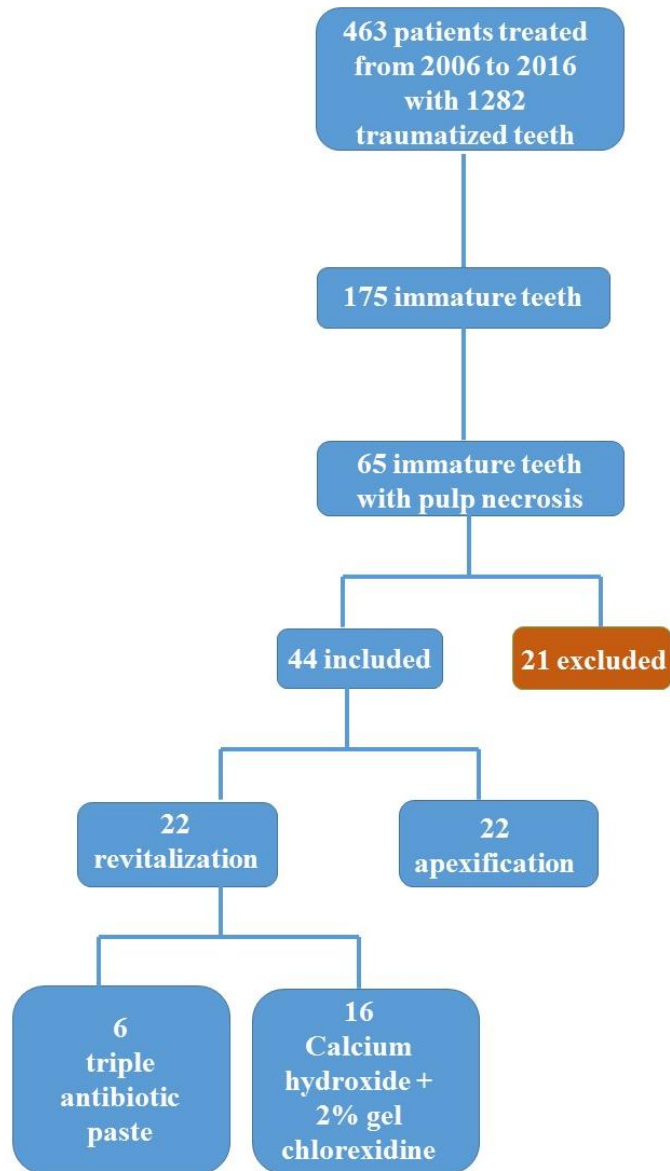 463 patients treated
from 2006 to 2016
with 1282
traumatized teeth
175 immature teeth
65 immature teeth
with pulp necrosis
44 included
21 excluded
22
revitalization
22
apexification
6
triple
antibiotic
paste
16
Calcium
hydroxide +
2% gel
chlorexidine